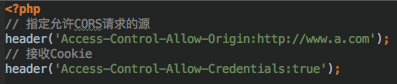 <?php
// 指定允许CORS请求的源
header('Access-Control-Allow-Origin:http://www.a.com');
// 接收Cookie
header('Access-Control-Allow-Credentials:true');